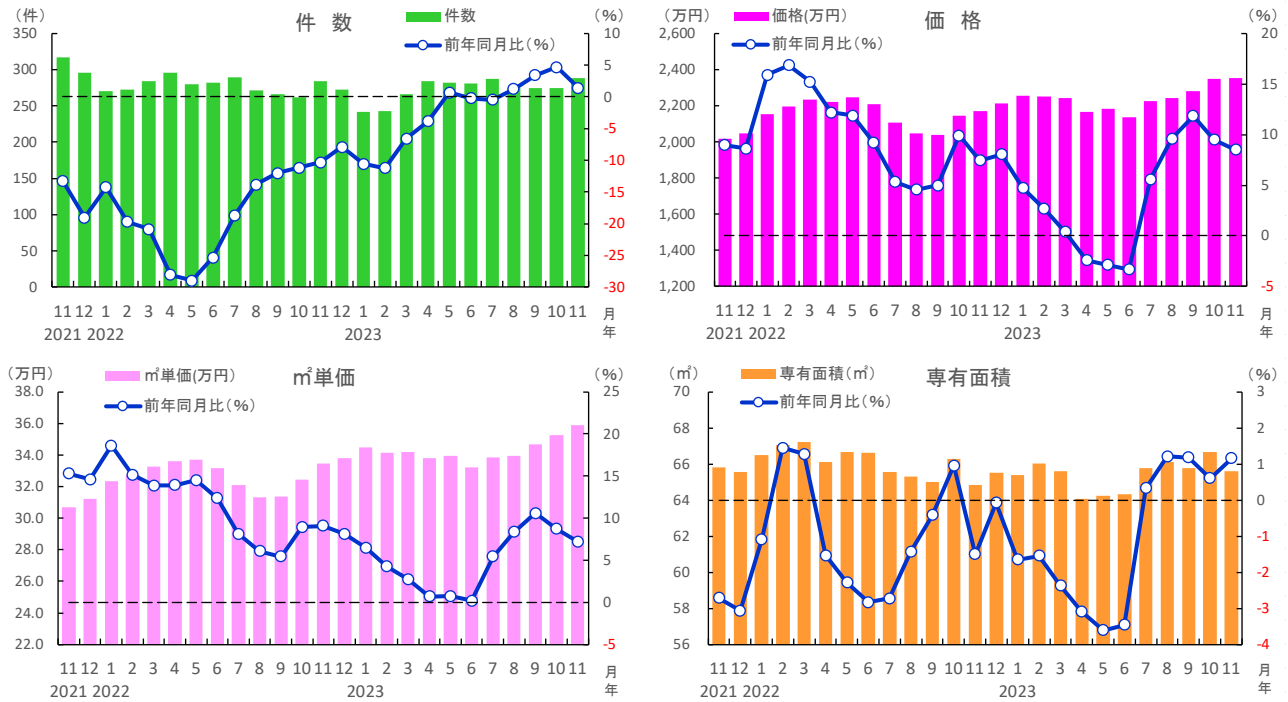 (件) 件 数 件数 (%)
前年同月比(%)
350 10
300 5
250 0
200 -5
150 -10
100 -15
50 -20
0 -25
-30
11 12 1 2 3 4 5 6 7 8 9 10 11 12 1 2 3 4 5 6 7 8 9 10 11 月
2021 2022 2023 年
(万円) 価格(万円) 価 格 (%)
前年同月比(%)
2,600 20
2,400 15
2,200 10
2,000 5
1,800 0
1,600 -5
1,400
1,200
11 12 1 2 3 4 5 6 7 8 9 10 11 12 1 2 3 4 5 6 7 8 9 10 11 月
2021 2022 2023 年
(万円) ㎡単価(万円) ㎡単価 (%)
前年同月比(%)
38.0 25
36.0 20
34.0 15
32.0 10
30.0 5
28.0 0
26.0 -5
24.0
22.0
11 12 1 2 3 4 5 6 7 8 9 10 11 12 1 2 3 4 5 6 7 8 9 10 11 月
2021 2022 2023 年
(㎡) 専有面積(㎡) 専有面積 (%)
前年同月比(%)
70 3
68 2
66 1
64 0
62 -1
60 -2
58 -3
56 -4
11 12 1 2 3 4 5 6 7 8 9 10 11 12 1 2 3 4 5 6 7 8 9 10 11 月
2021 2022 2023 年